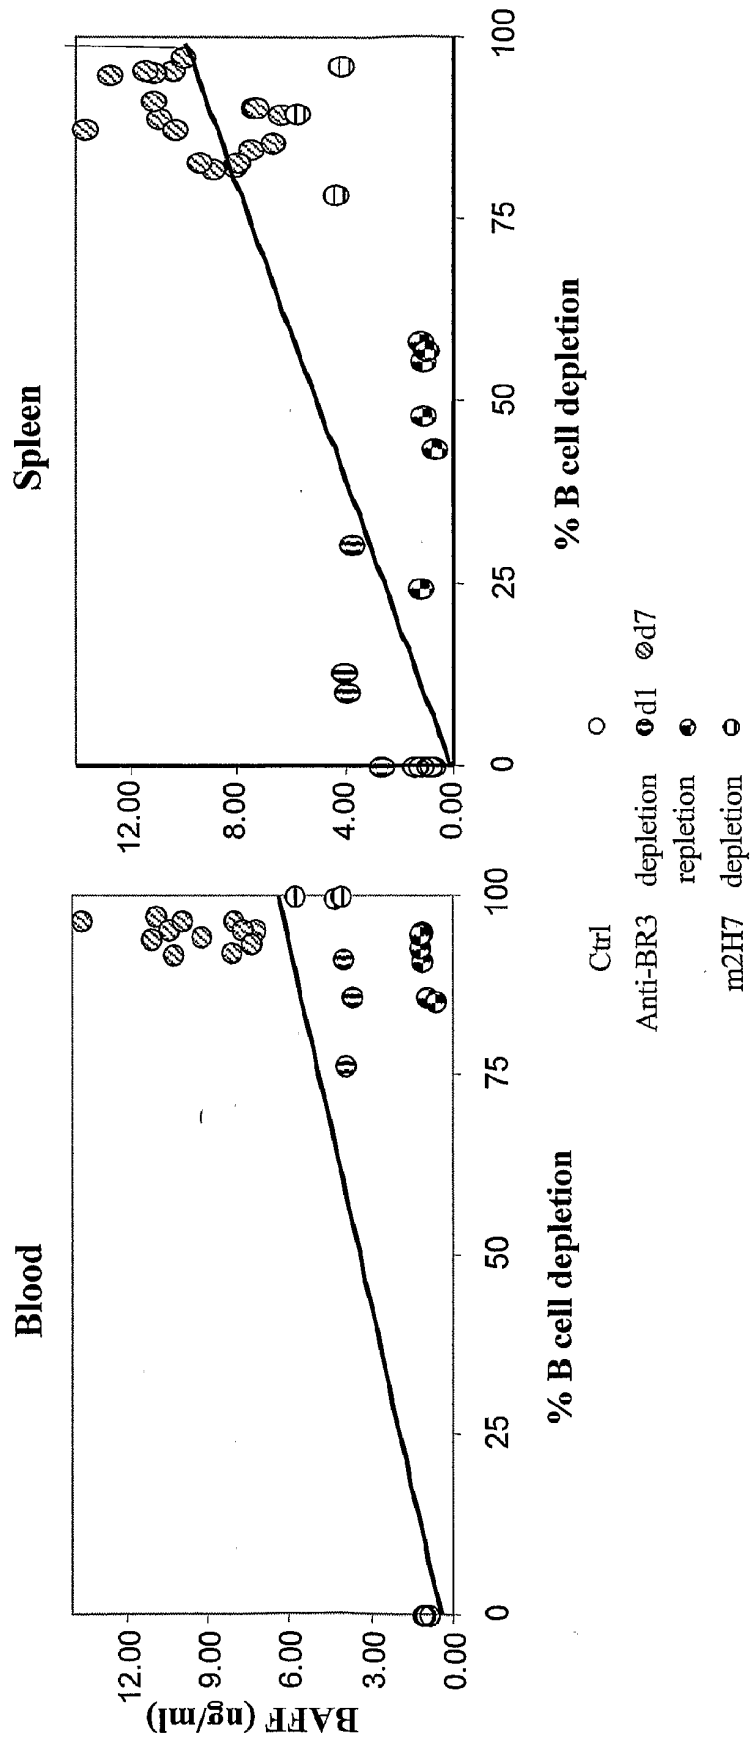 Blood
BAFF (ng/ml)
12.00
9.00
6.00
3.00
0.00
0 25 50 75 100
% B cell depletion
Spleen
12.00
8.00
4.00
0.00
0 25 50 75 100
% B cell depletion
Ctrl
Anti-BR3 depletion d1 d7
repletion
m2H7 depletion